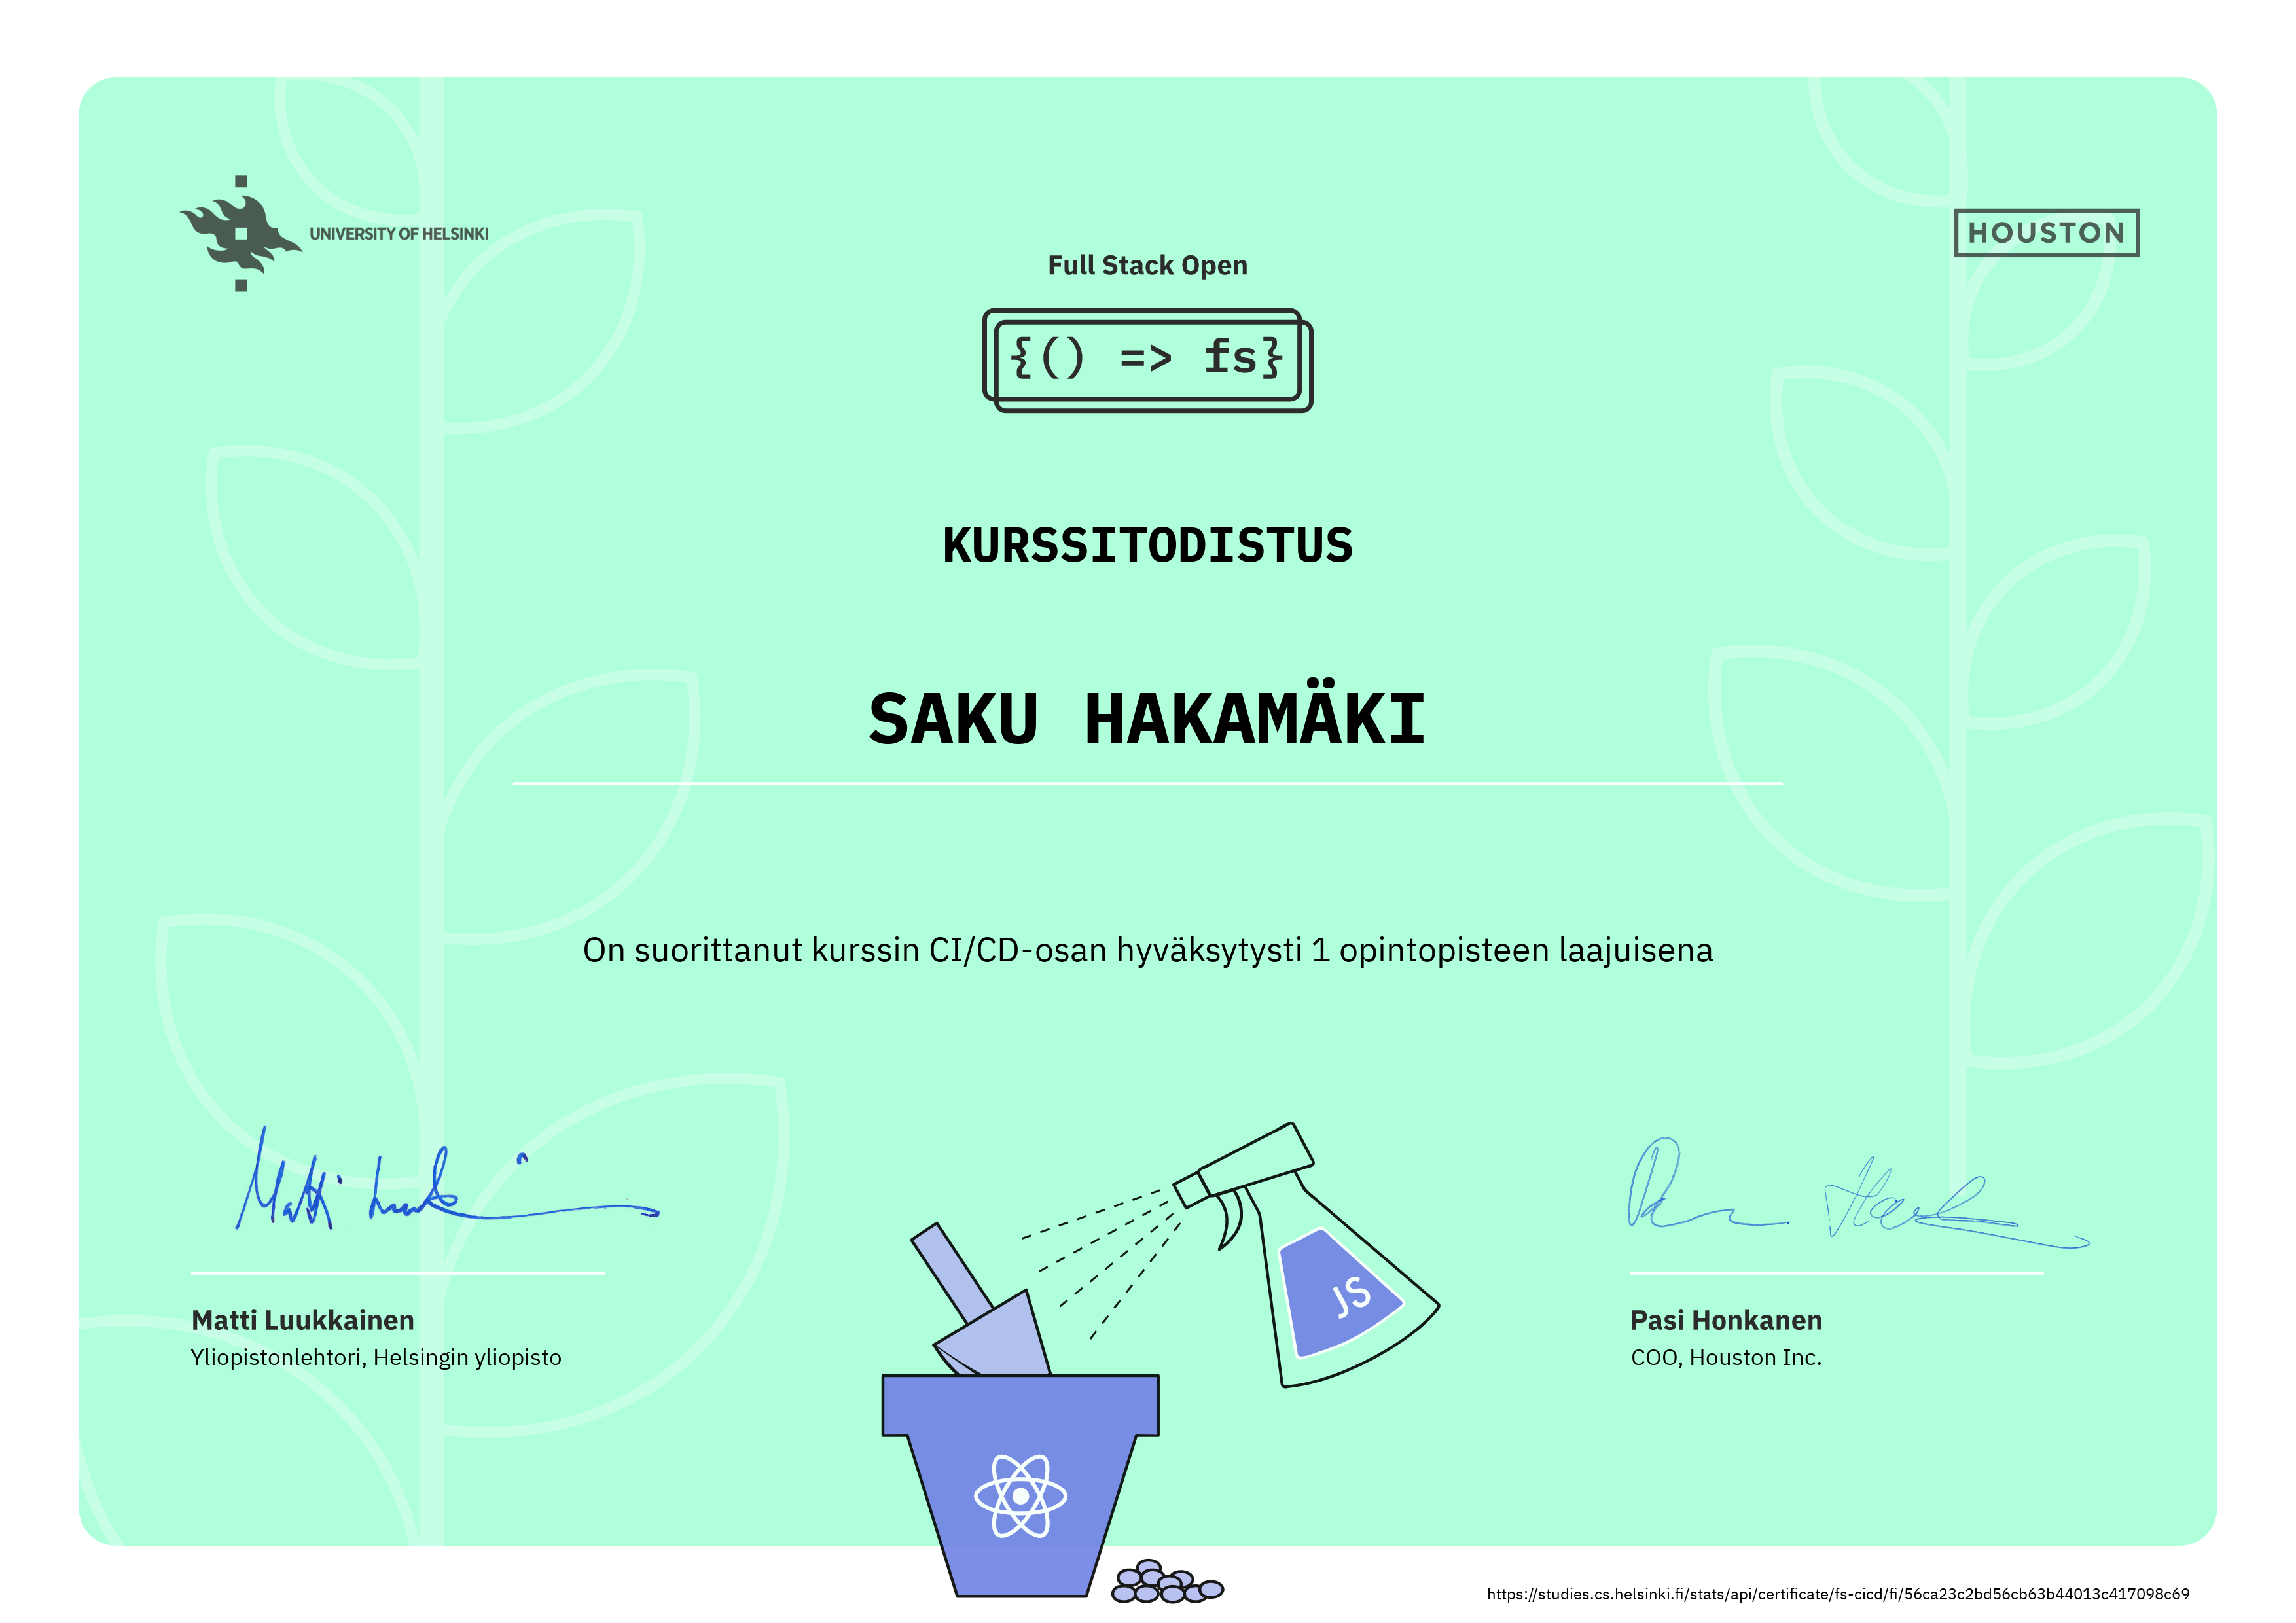 UNIVERSITY OF HELSINKI
HOUSTON
Full Stack Open
{() => fs}
KURSSITODISTUS
SAKU HAKAMÄKI
On suorittanut kurssin CI/CD-osan hyväksytysti 1 opintopisteen laajuisena
JS
Matti Luukkainen
Yliopistonlehtori, Helsingin yliopisto
Pasi Honkanen
COO, Houston Inc.
https://studies.cs.helsinki.fi/stats/api/certificate/fs-cicd/fi/56ca23c2bd56cb63b44013c417098c69